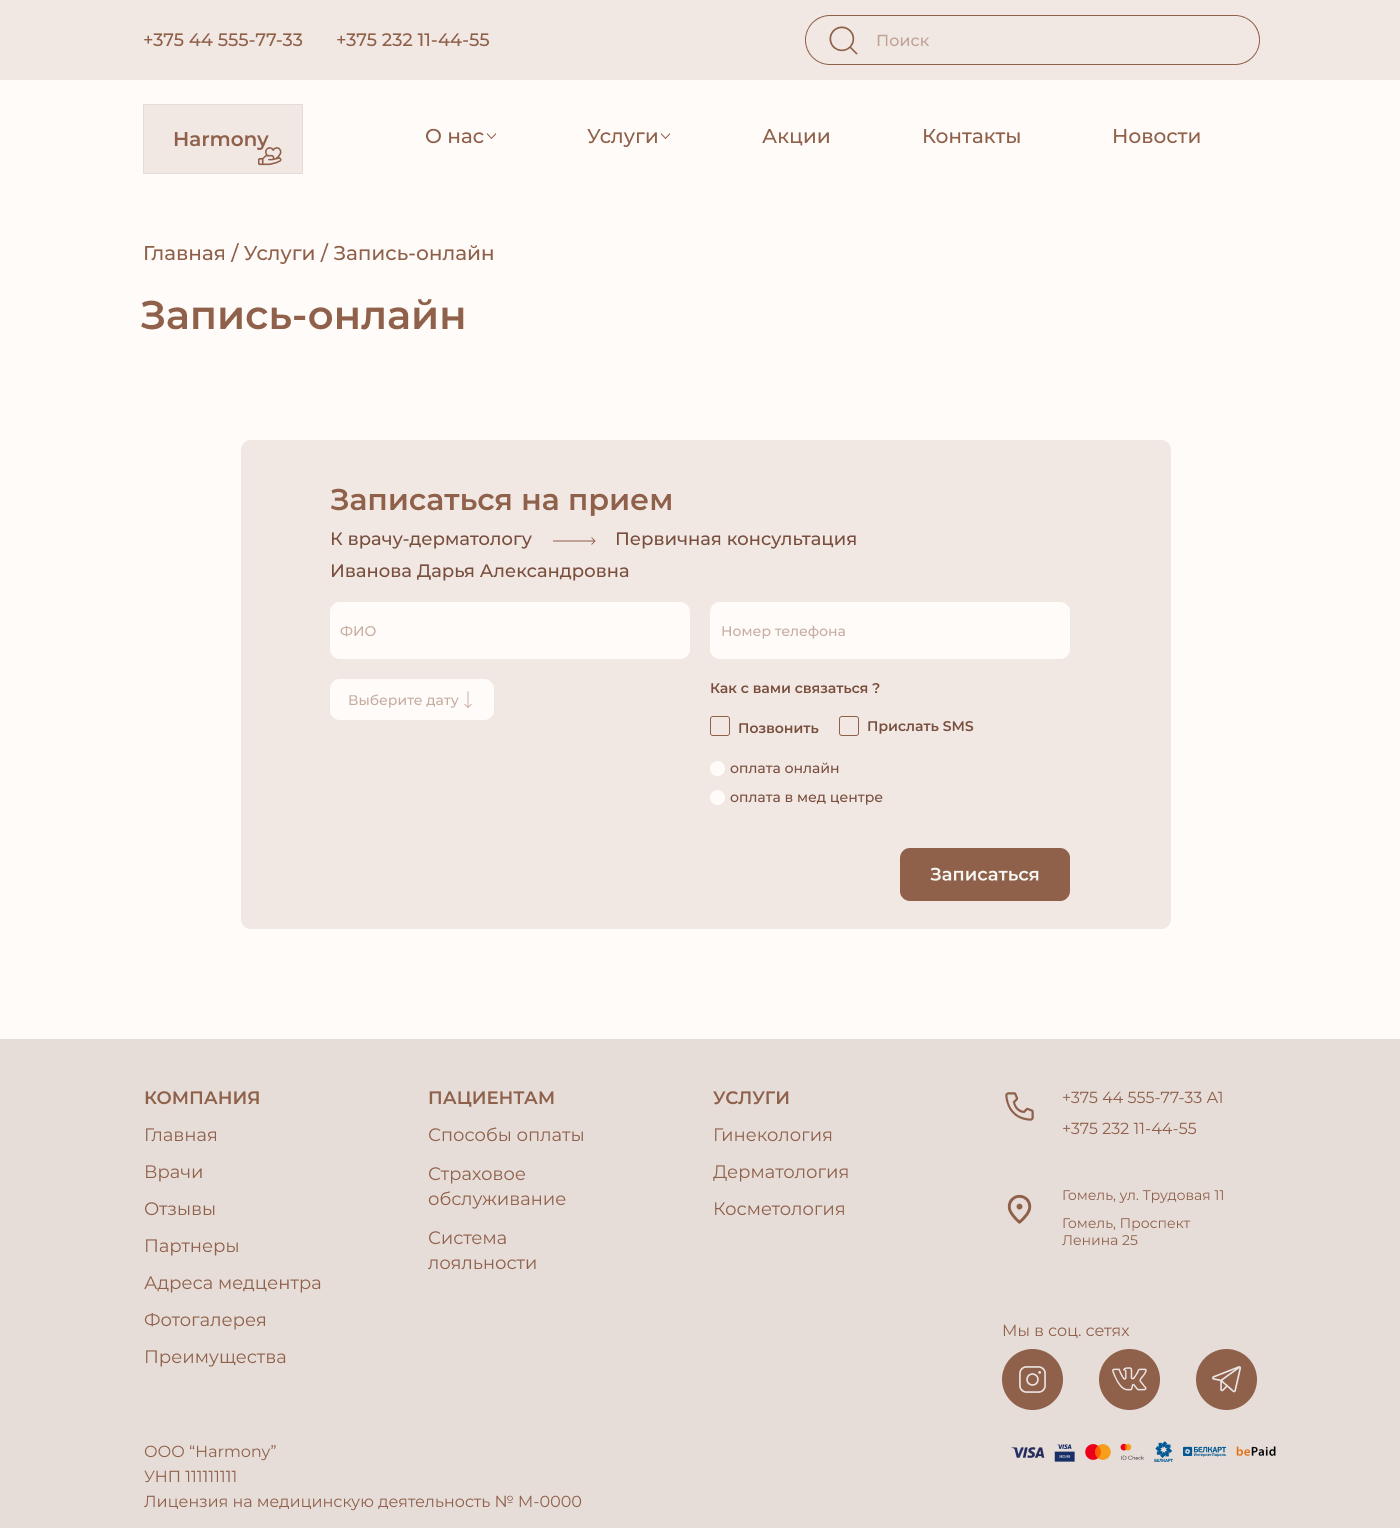 +375 44 555-77-33 +375 232 11-44-55 Поиск
Harmony
О нас Услуги Акции Контакты Новости
Главная / Услуги / Запись-онлайн
Запись-онлайн
Записаться на прием
К врачу-дерматологу Первичная консультация
Иванова Дарья Александровна
ФИО
Номер телефона
Выберите дату
Как с вами связаться ?
Позвонить Прислать SMS
оплата онлайн
оплата в мед центре
Записаться
КОМПАНИЯ
Главная
Врачи
Отзывы
Партнеры
Адреса медцентра
Фотогалерея
Преимущества
ПАЦИЕНТАМ
Способы оплаты
Страховое
обслуживание
Система
лояльности
УСЛУГИ
Гинекология
Дерматология
Косметология
+375 44 555-77-33 A1
+375 232 11-44-55
Гомель, ул. Трудовая 11
Гомель, Проспект
Ленина 25
Мы в соц. сетях
VISA VISA ID Check БЕЛКАРТ БЕЛКАРТ bePaid
ООО “Harmony”
УНП 111111111
Лицензия на медицинскую деятельность № М-0000